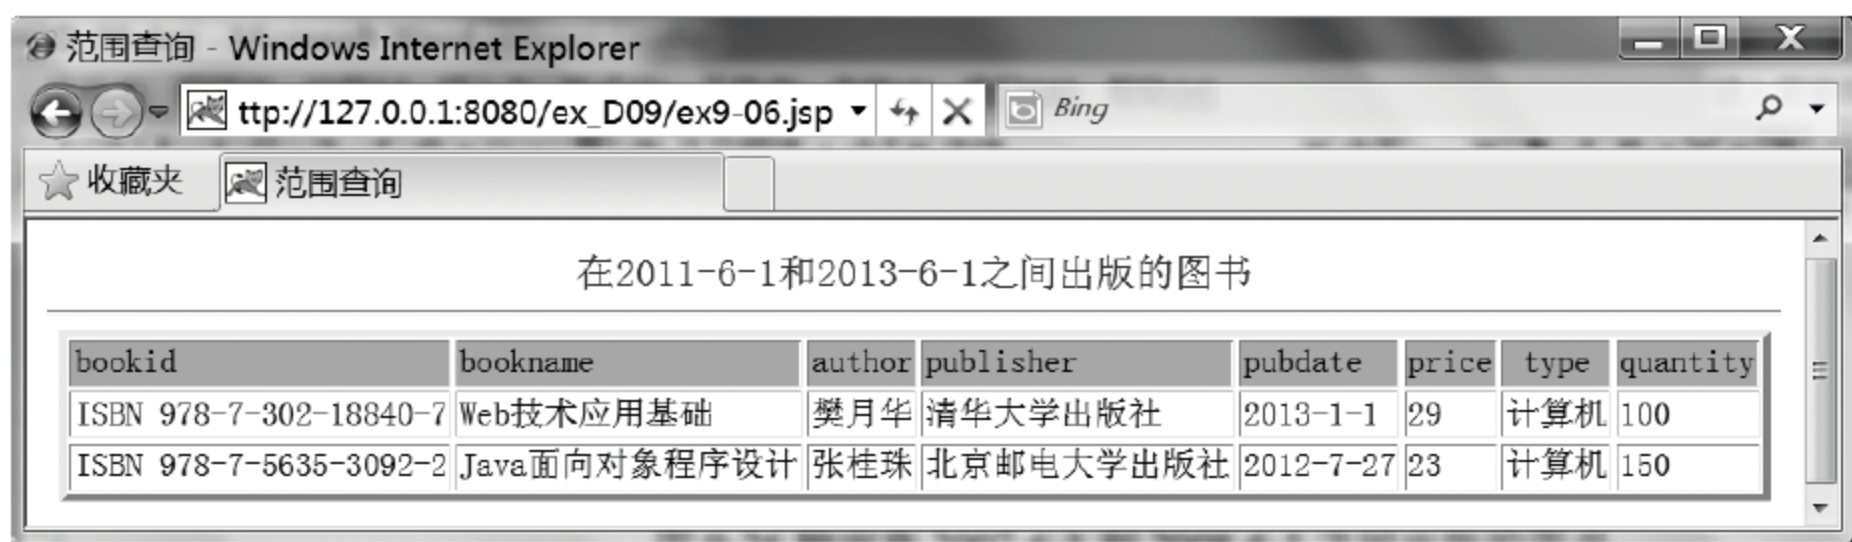 范围查询 - Windows Internet Explorer
ttp://127.0.0.1:8080/ex_D09/ex9-06.jsp Bing
收藏夹 范围查询
在2011-6-1和2013-6-1之间出版的图书
bookid bookname author publisher pubdate price type quantity
ISBN 978-7-302-18840-7 Web技术应用基础 樊月华 清华大学出版社 2013-1-1 29 计算机 100
ISBN 978-7-5635-3092-2 Java面向对象程序设计 张桂珠 北京邮电大学出版社 2012-7-27 23 计算机 150